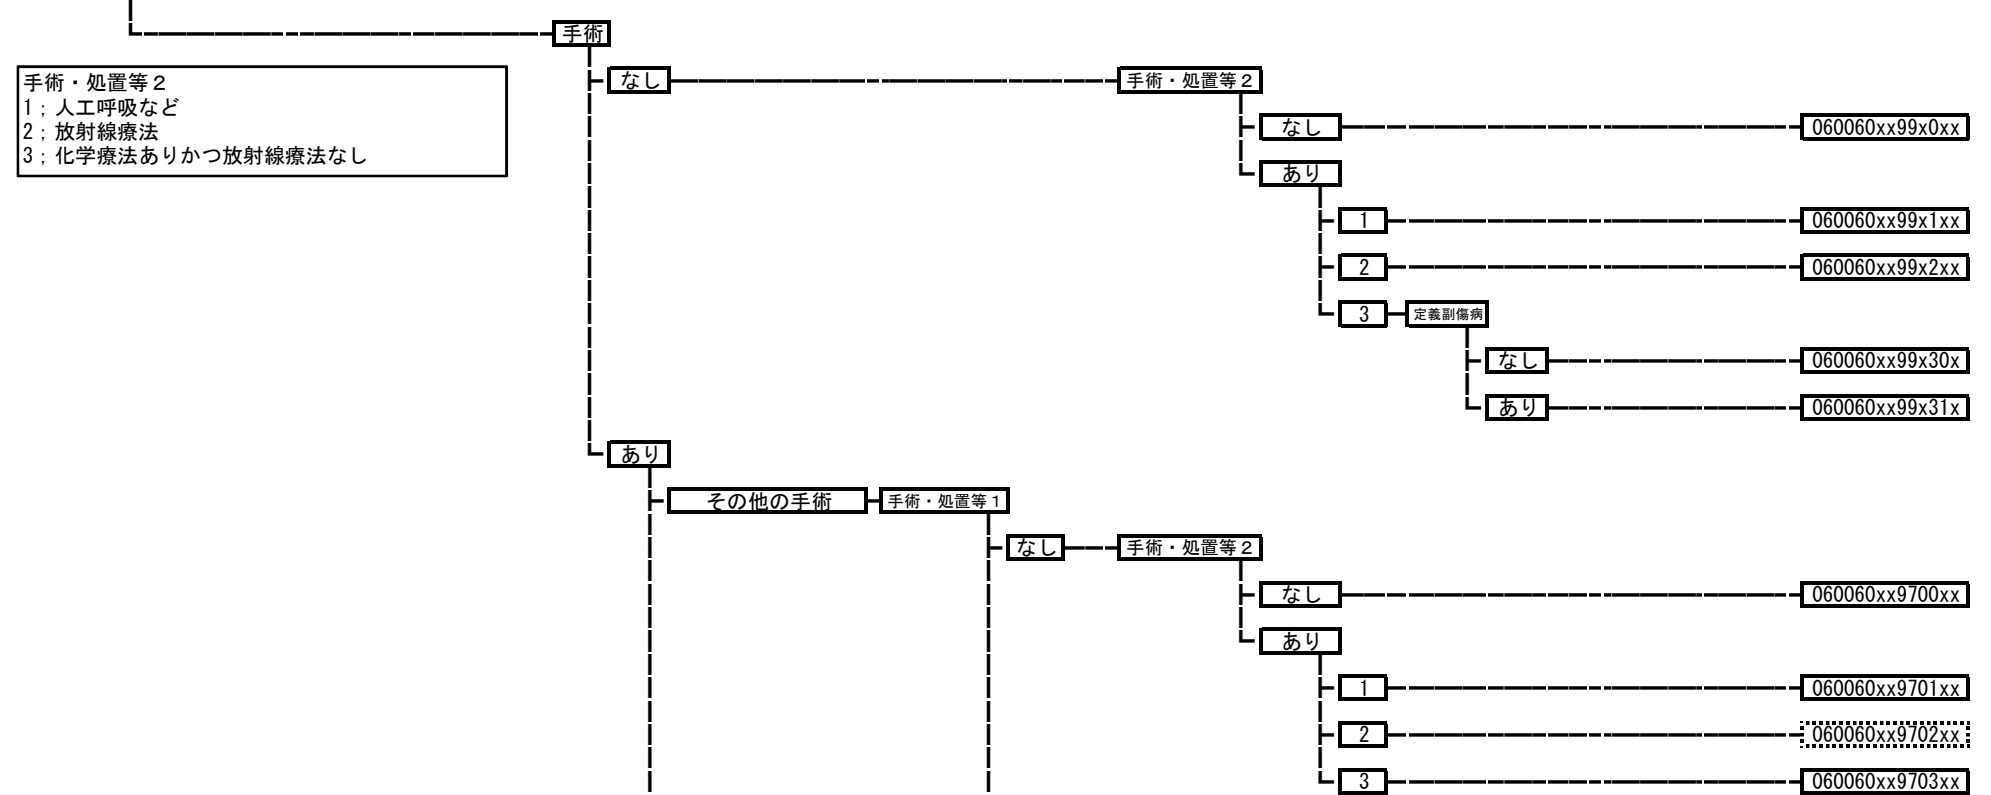 手術
手術・処置等２
1；人工呼吸など
2；放射線療法
3；化学療法ありかつ放射線療法なし
なし
手術・処置等２
なし
060060xx99x0xx
あり
1
060060xx99x1xx
2
060060xx99x2xx
3
定義副傷病
なし
060060xx99x30x
あり
060060xx99x31x
あり
その他の手術
手術・処置等１
なし
手術・処置等２
なし
060060xx9700xx
あり
1
060060xx9701xx
2
060060xx9702xx
3
060060xx9703xx